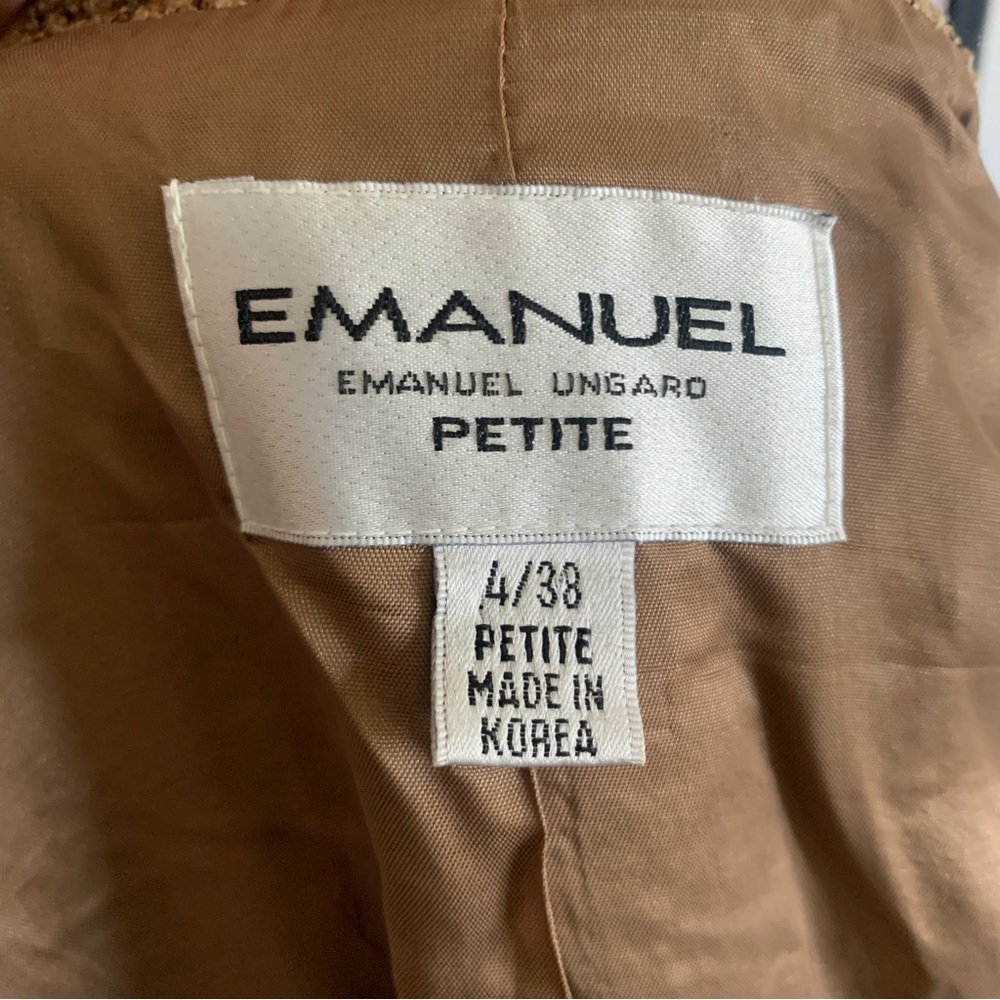 EMANUEL
EMANUEL UNGARO
PETITE
4/38
PETITE
MADE IN
KOREA